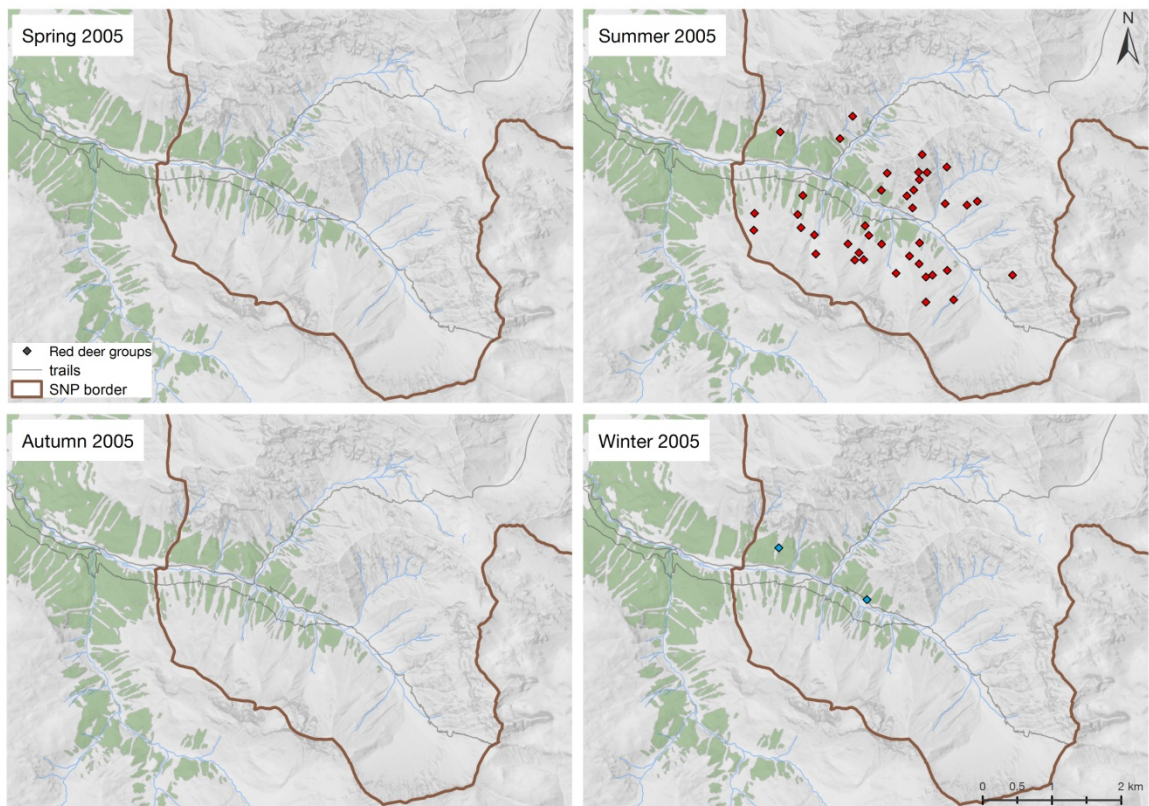 Spring 2005
Summer 2005
N
Red deer groups
trails
SNP border
Autumn 2005
Winter 2005
0 0.5 1 2 km